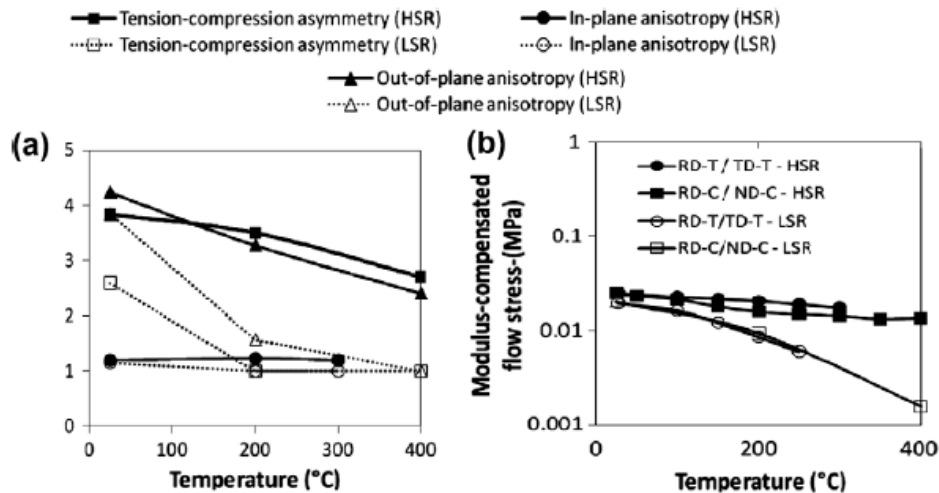 Tension-compression asymmetry (HSR) In-plane anisotropy (HSR)
Tension-compression asymmetry (LSR) In-plane anisotropy (LSR)
Out-of-plane anisotropy (HSR)
Out-of-plane anisotropy (LSR)
(a)
5
4
3
2
1
0
0 200 300 400
Temperature (°C)
(b)
Modulus-compensated
flow stress-(MPa)
1
0.1
0.01
0.001
RD-T / TD-T - HSR
RD-C / ND-C - HSR
RD-T/TD-T - LSR
RD-C/ND-C - LSR
0 200 400
Temperature (°C)